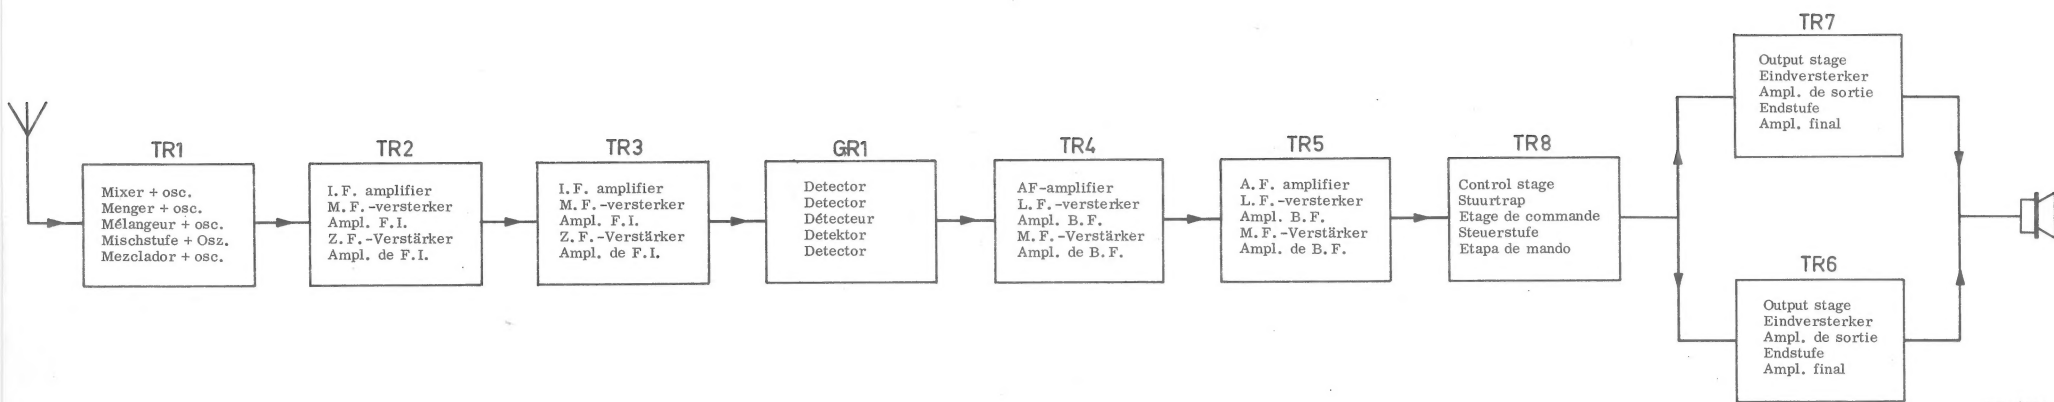 TR1
Mixer + osc.
Menger + osc.
Mélangeur + osc.
Mischstufe + Osz.
Mezclador + osc.
TR2
I.F. amplifier
M.F.-versterker
Ampl. F.I.
Z.F.-Verstärker
Ampl. de F.I.
TR3
I.F. amplifier
M.F.-versterker
Ampl. F.I.
Z.F.-Verstärker
Ampl. de F.I.
GR1
Detector
Detector
Détecteur
Detektor
Detector
TR4
AF-amplifier
L.F.-versterker
Ampl. B.F.
M.F.-Verstärker
Ampl. de B.F.
TR5
A.F. amplifier
L.F.-versterker
Ampl. B.F.
M.F.-Verstärker
Ampl. de B.F.
TR8
Control stage
Stuurtrap
Etage de commande
Steuerstufe
Etapa de mando
TR7
Output stage
Eindversterker
Ampl. de sortie
Endstufe
Ampl. final
TR6
Output stage
Eindversterker
Ampl. de sortie
Endstufe
Ampl. final